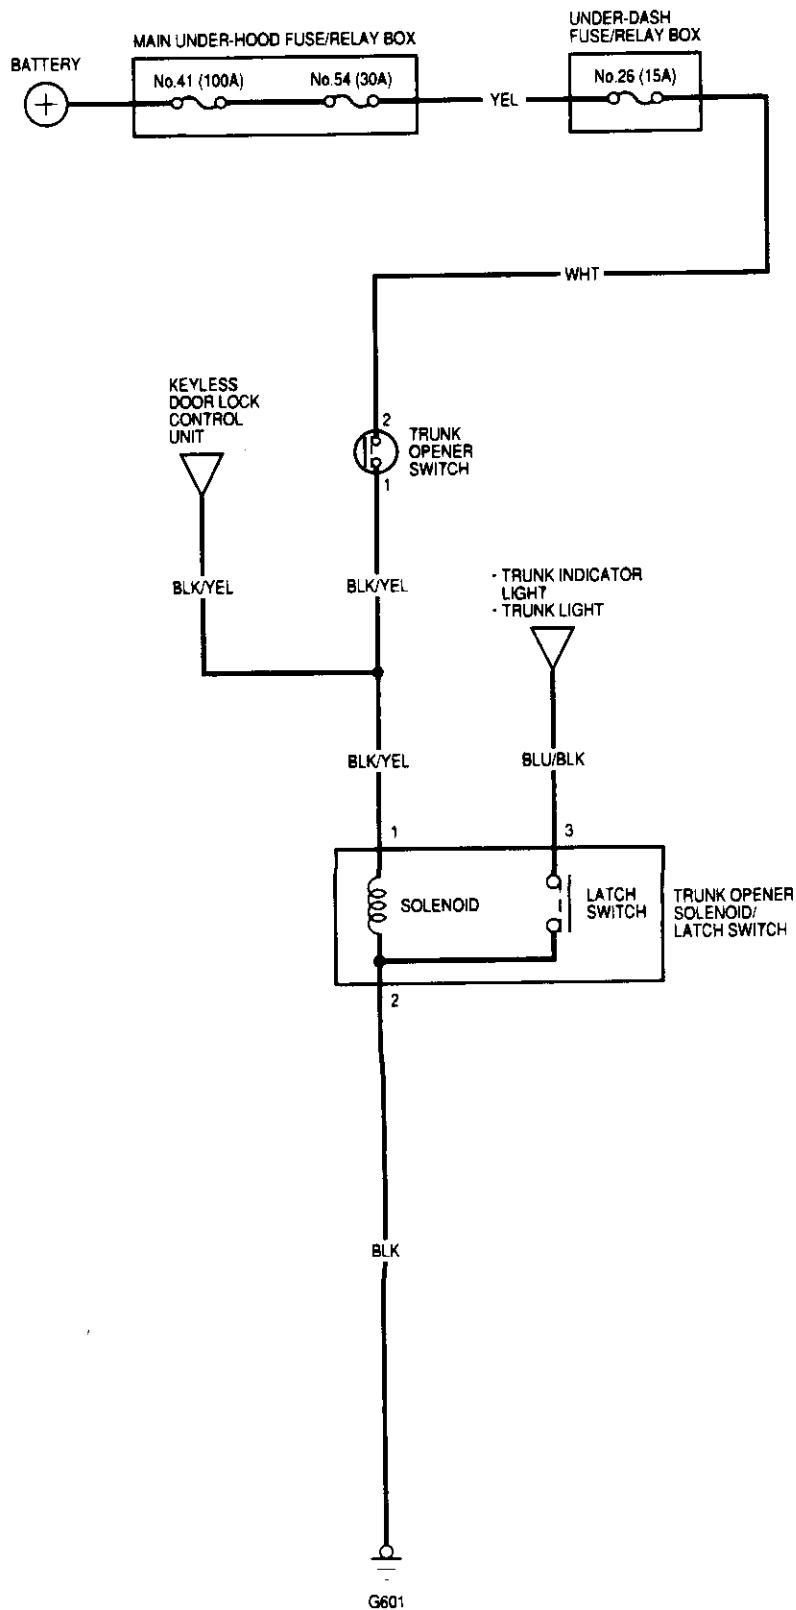 UNDER-DASH
FUSE/RELAY BOX
MAIN UNDER-HOOD FUSE/RELAY BOX
BATTERY
No.41 (100A)
No.54 (30A)
No.26 (15A)
YEL
WHT
KEYLESS
DOOR LOCK
CONTROL
UNIT
2
TRUNK
OPENER
SWITCH
1
BLK/YEL
BLK/YEL
- TRUNK INDICATOR
LIGHT
- TRUNK LIGHT
BLK/YEL
BLU/BLK
1
3
SOLENOID
LATCH
SWITCH
TRUNK OPENER
SOLENOID/
LATCH SWITCH
2
BLK
G601